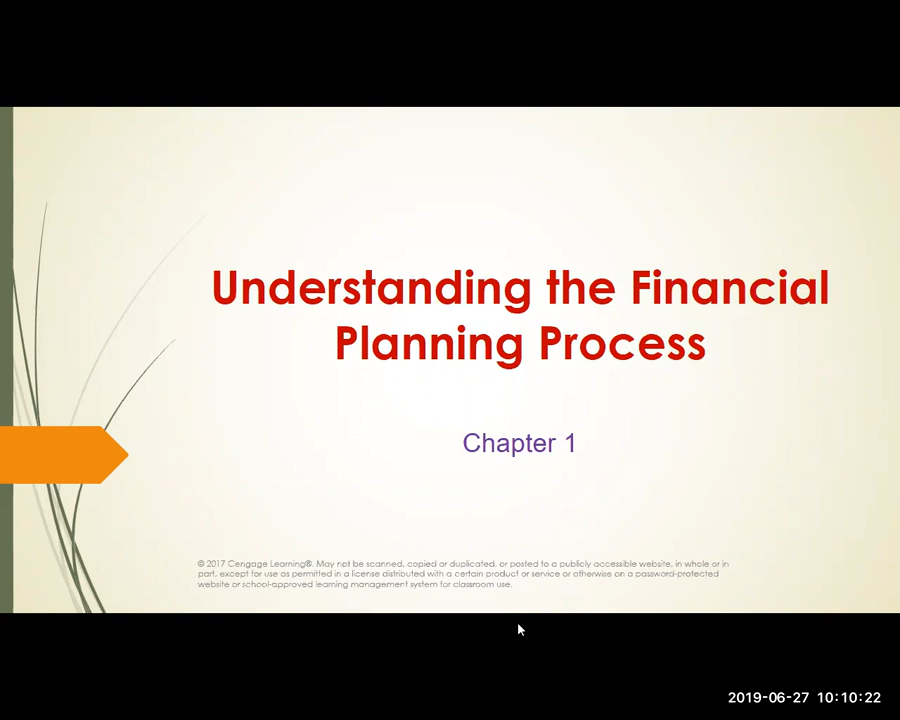 Understanding the Financial
Planning Process
Chapter 1
© 2017 Cengage Learning®. May not be scanned, copied or duplicated, or posted to a publicly accessible website, in whole or in
part, except for use as permitted in a license distributed with a certain product or service or otherwise on a password-protected
website or school-approved learning management system for classroom use.
2019-06-27 10:10:22